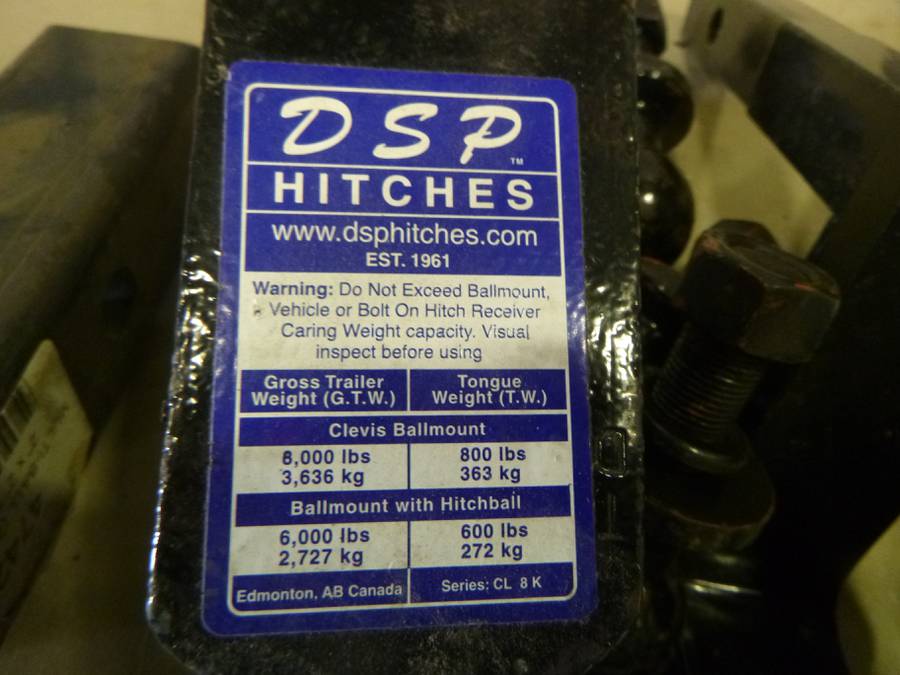 DSP
TM
HITCHES
www.dsphitches.com
EST. 1961
Warning: Do Not Exceed Ballmount,
Vehicle or Bolt On Hitch Receiver
Caring Weight capacity. Visual
inspect before using
Gross Trailer Weight (G.T.W.)
Tongue Weight (T.W.)
Clevis Ballmount
8,000 lbs 800 lbs
3,636 kg 363 kg
Ballmount with Hitchball
6,000 lbs 600 lbs
2,727 kg 272 kg
Edmonton, AB Canada Series: CL 8 K